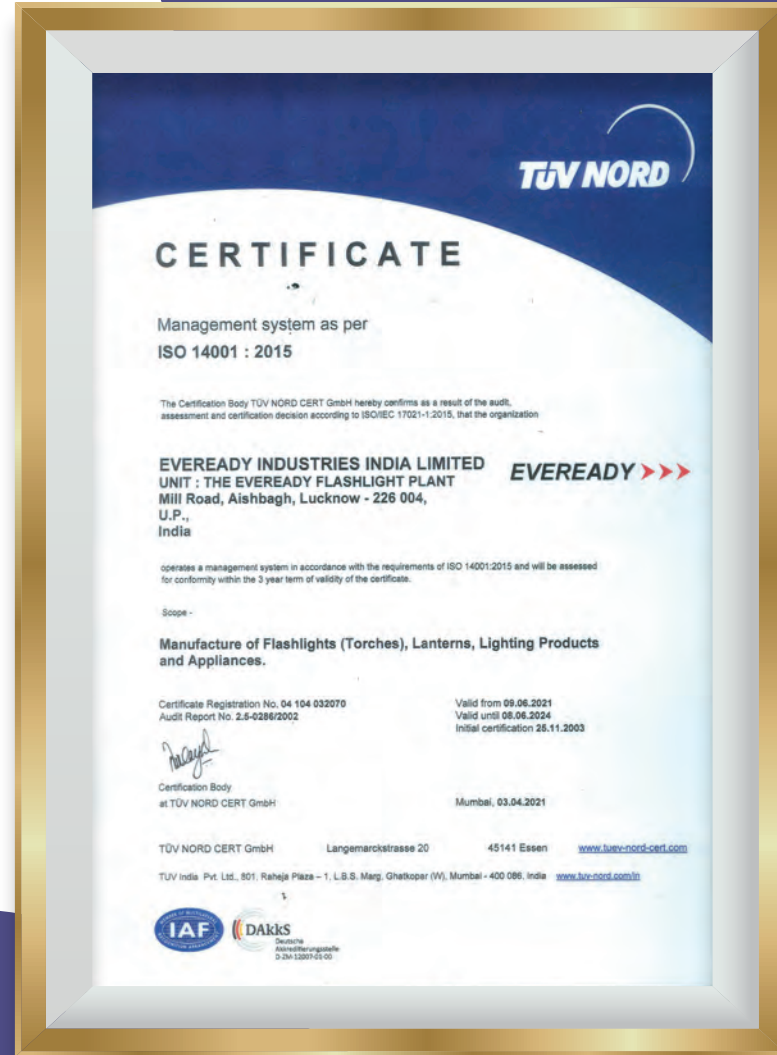 TÜV NORD
CERTIFICATE
Management system as per
ISO 14001 : 2015
The Certification Body TÜV NORD CERT GmbH hereby confirms as a result of the audit,
assessment and certification decision according to ISO/IEC 17021-1:2015, that the organization
EVEREADY INDUSTRIES INDIA LIMITED
UNIT : THE EVEREADY FLASHLIGHT PLANT
Mill Road, Aishbagh, Lucknow - 226 004,
U.P.,
India
EVEREADY
operates a management system in accordance with the requirements of ISO 14001:2015 and will be assessed
for conformity within the 3 year term of validity of the certificate.
Scope -
Manufacture of Flashlights (Torches), Lanterns, Lighting Products
and Appliances.
Certificate Registration No. 04 104 032070
Audit Report No. 2.5-0286/2002
Valid from 09.06.2021
Valid until 08.06.2024
Initial certification 25.11.2003
Certification Body
at TÜV NORD CERT GmbH
Mumbai, 03.04.2021
TÜV NORD CERT GmbH Langemarckstrasse 20 45141 Essen www.tuev-nord-cert.com
TUV India Pvt. Ltd., 801, Raheja Plaza – 1, L.B.S. Marg, Ghatkopar (W), Mumbai - 400 086, India www.tuv-nord.com/in
IAF
DAkkS
Deutsche
Akkreditierungsstelle
D-ZM-12007-01-00